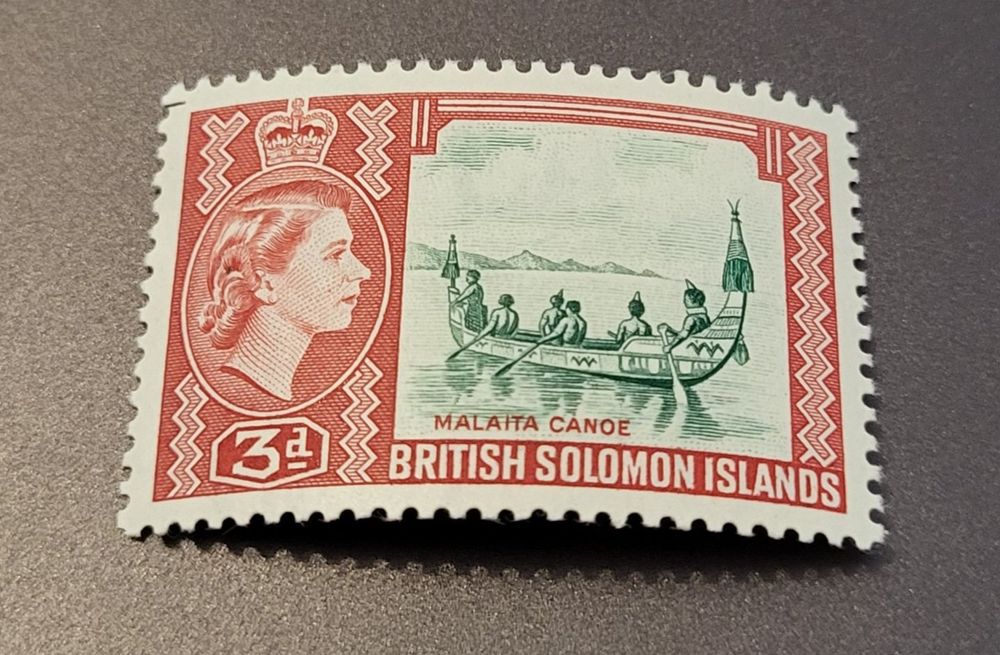 MALAITA CANOE
3d
BRITISH SOLOMON ISLANDS